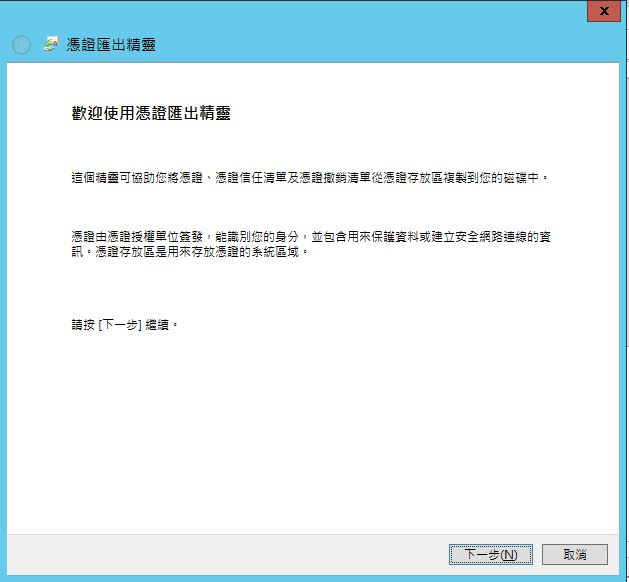 憑證匯出精靈
歡迎使用憑證匯出精靈
這個精靈可協助您將憑證、憑證信任清單及憑證撤銷清單從憑證存放區複製到您的磁碟中。
憑證由憑證授權單位簽發，能識別您的身分，並包含用來保護資料或建立安全網路連線的資
訊。憑證存放區是用來存放憑證的系統區域。
請按 [下一步] 繼續。
下一步(N)
取消